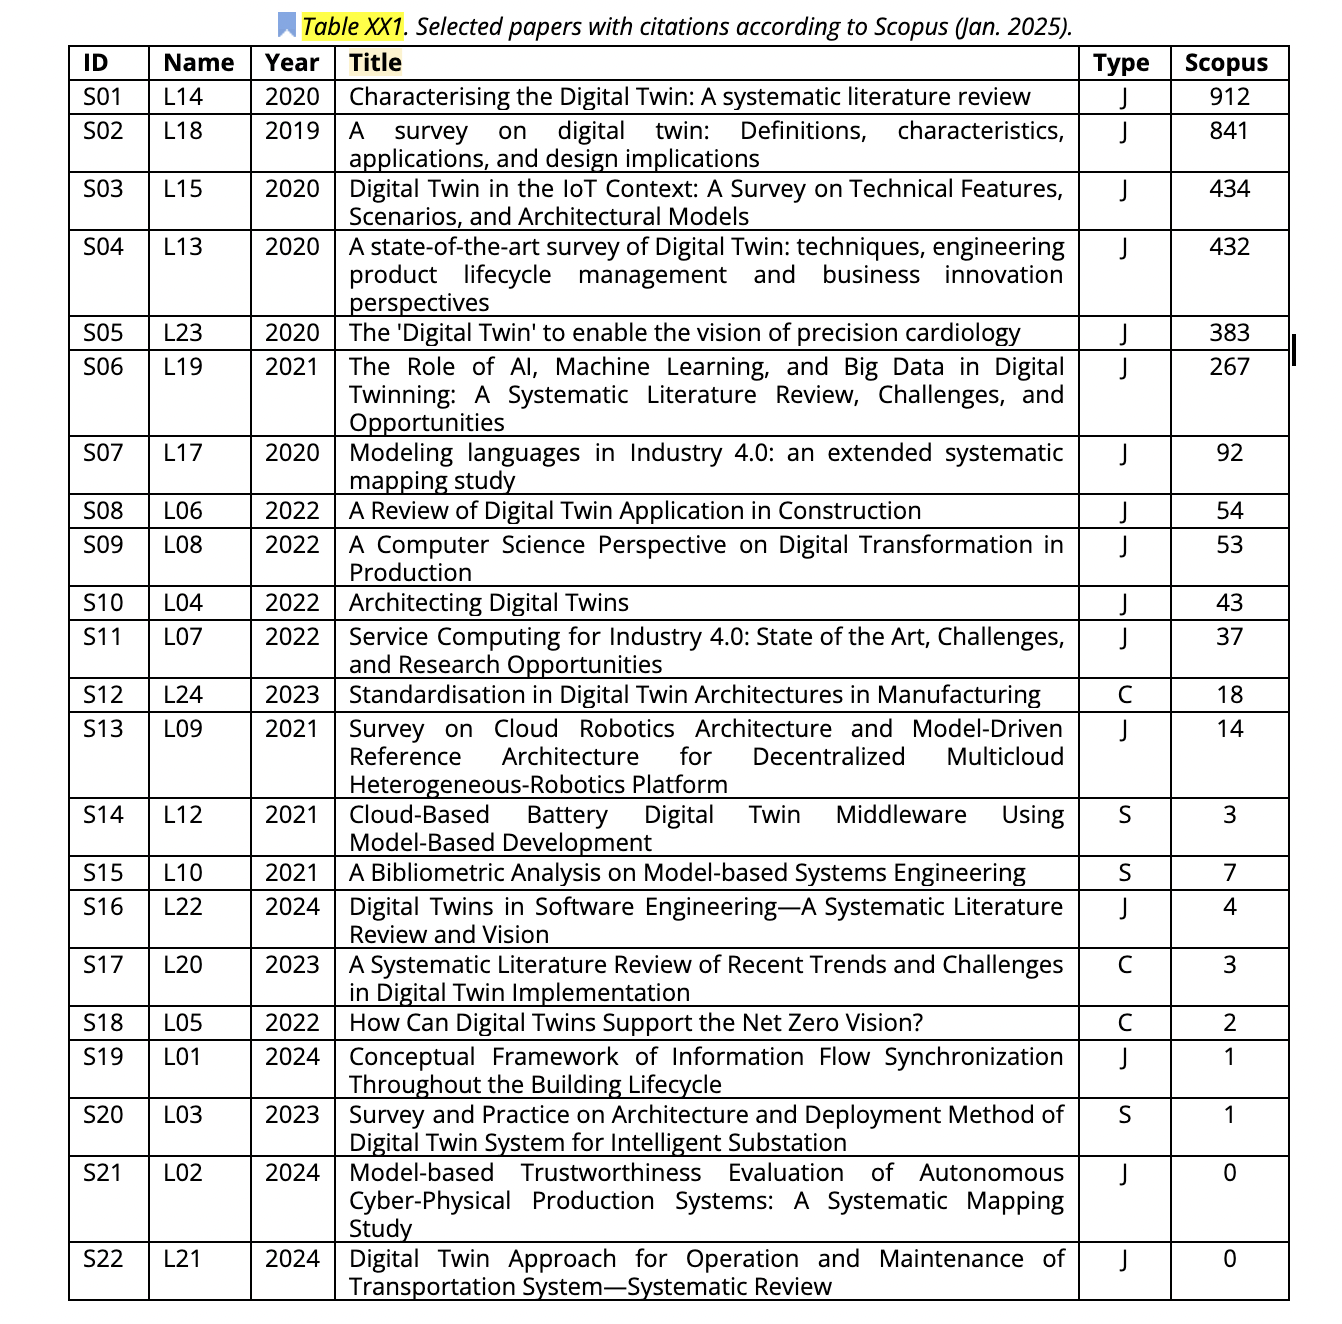 Table XX1. Selected papers with citations according to Scopus (Jan. 2025).
ID Name Year Title Type Scopus
S01 L14 2020 Characterising the Digital Twin: A systematic literature review J 912
S02 L18 2019 A survey on digital twin: Definitions, characteristics, J 841
applications, and design implications
S03 L15 2020 Digital Twin in the IoT Context: A Survey on Technical Features, J 434
Scenarios, and Architectural Models
S04 L13 2020 A state-of-the-art survey of Digital Twin: techniques, engineering J 432
product lifecycle management and business innovation
perspectives
S05 L23 2020 The 'Digital Twin' to enable the vision of precision cardiology J 383
S06 L19 2021 The Role of AI, Machine Learning, and Big Data in Digital J 267
Twinning: A Systematic Literature Review, Challenges, and
Opportunities
S07 L17 2020 Modeling languages in Industry 4.0: an extended systematic J 92
mapping study
S08 L06 2022 A Review of Digital Twin Application in Construction J 54
S09 L08 2022 A Computer Science Perspective on Digital Transformation in J 53
Production
S10 L04 2022 Architecting Digital Twins J 43
S11 L07 2022 Service Computing for Industry 4.0: State of the Art, Challenges, J 37
and Research Opportunities
S12 L24 2023 Standardisation in Digital Twin Architectures in Manufacturing C 18
S13 L09 2021 Survey on Cloud Robotics Architecture and Model-Driven J 14
Reference Architecture for Decentralized Multicloud
Heterogeneous-Robotics Platform
S14 L12 2021 Cloud-Based Battery Digital Twin Middleware Using S 3
Model-Based Development
S15 L10 2021 A Bibliometric Analysis on Model-based Systems Engineering S 7
S16 L22 2024 Digital Twins in Software Engineering—A Systematic Literature J 4
Review and Vision
S17 L20 2023 A Systematic Literature Review of Recent Trends and Challenges C 3
in Digital Twin Implementation
S18 L05 2022 How Can Digital Twins Support the Net Zero Vision? C 2
S19 L01 2024 Conceptual Framework of Information Flow Synchronization J 1
Throughout the Building Lifecycle
S20 L03 2023 Survey and Practice on Architecture and Deployment Method of S 1
Digital Twin System for Intelligent Substation
S21 L02 2024 Model-based Trustworthiness Evaluation of Autonomous J 0
Cyber-Physical Production Systems: A Systematic Mapping
Study
S22 L21 2024 Digital Twin Approach for Operation and Maintenance of J 0
Transportation System—Systematic Review